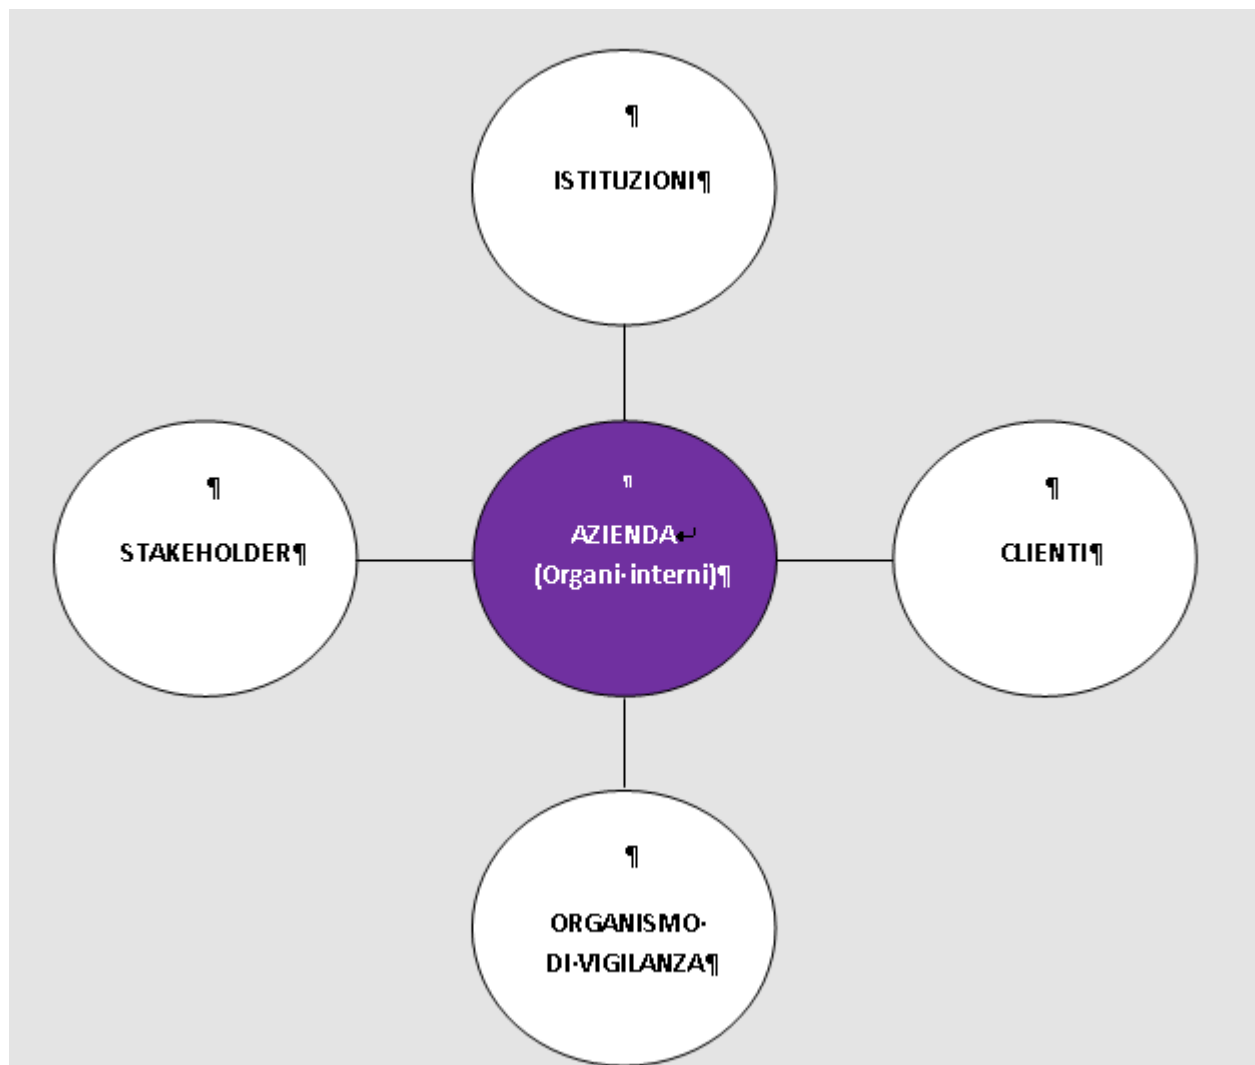 ISTITUZIONI
STAKEHOLDER
AZIENDA
(Organi interni)
CLIENTI
ORGANISMO
DI VIGILANZA